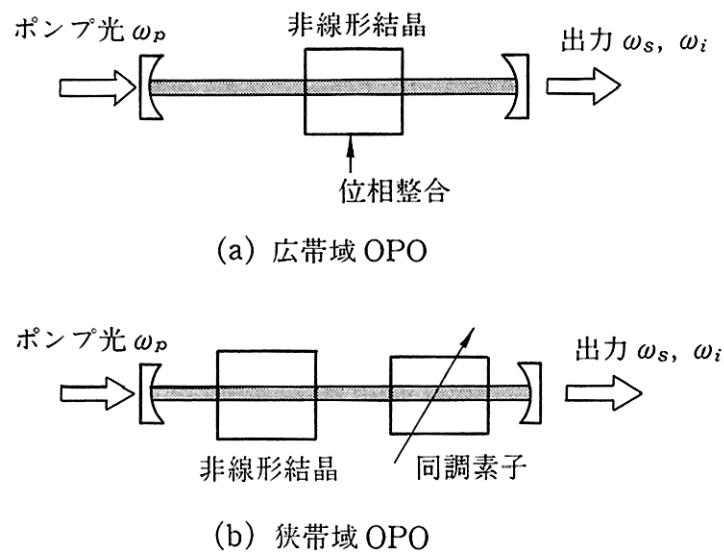 ポンプ光 ωp
非線形結晶
出力 ωs, ωi
位相整合
(a) 広帯域 OPO
ポンプ光 ωp
出力 ωs, ωi
非線形結晶
同調素子
(b) 狭帯域 OPO